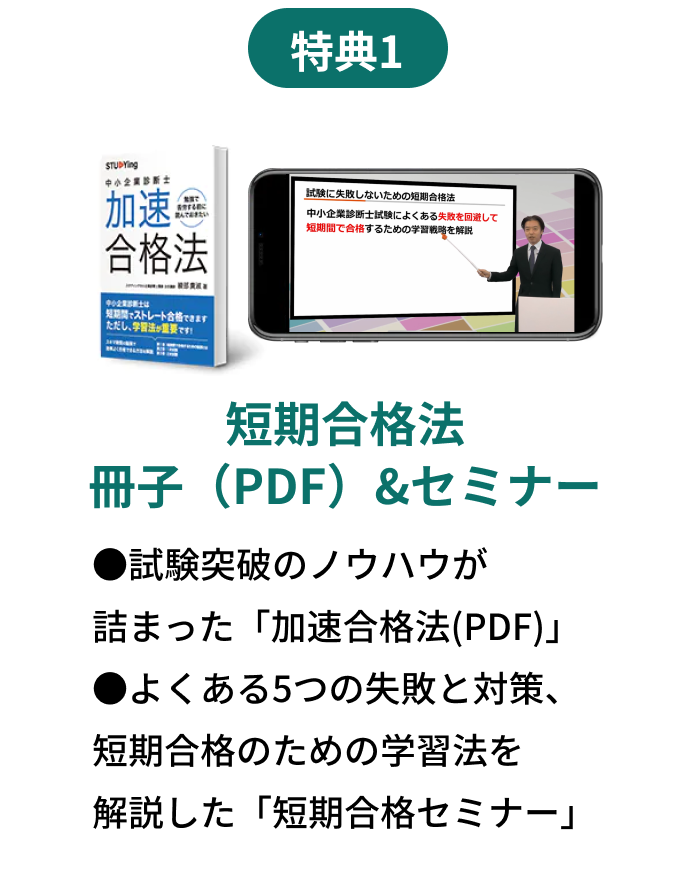 特典1
STUDYing
中小企業診断士
加速
合格法
勉強で
読んでおきたい
綾部貴淑 著
中小企業診断士は
短期間でストレート合格できます
ただし、学習法が重要です!
試験に失敗しないための短期合格法
中小企業診断士試験によくある失敗を回避して
短期間で合格するための学習戦略を解説
短期合格法
冊子（PDF）&セミナー
●試験突破のノウハウが
詰まった「加速合格法(PDF)」
●よくある5つの失敗と対策、
短期合格のための学習法を
解説した「短期合格セミナー」